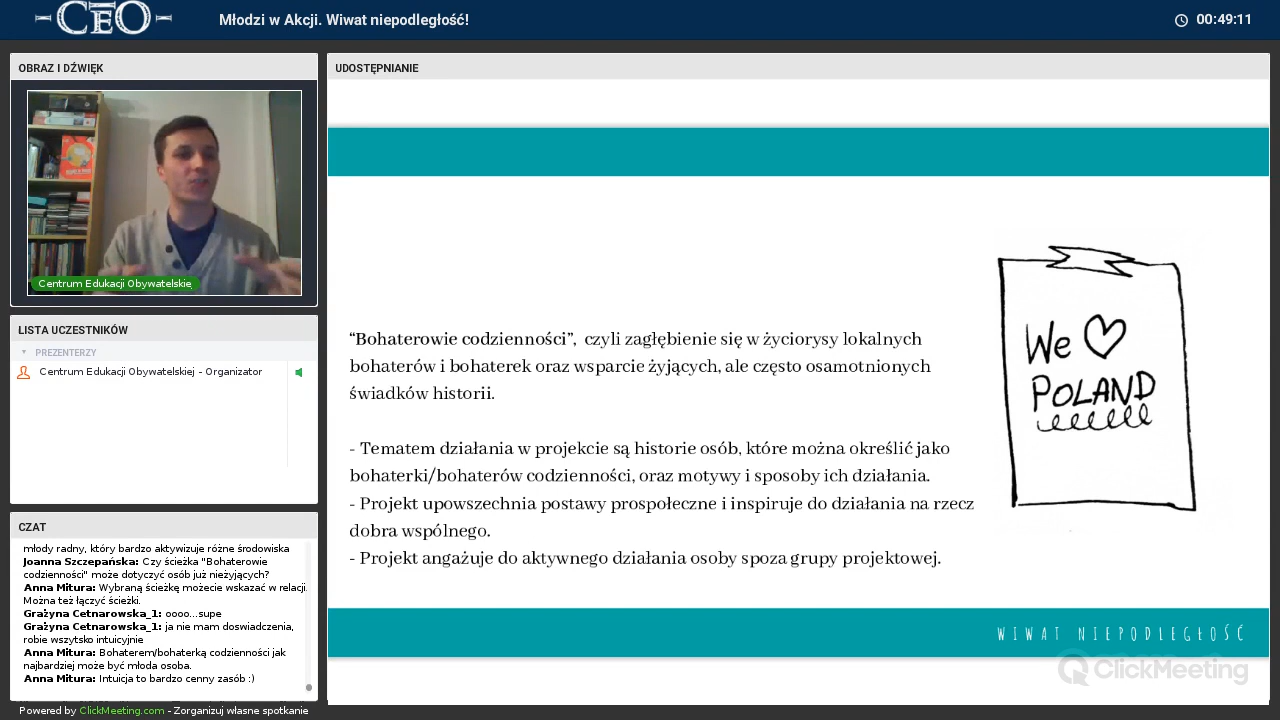 CEO
Młodzi w Akcji. Wiwat niepodległość!
00:49:11
OBRAZ I DŹWIĘK
Centrum Edukacji Obywatelskiej
LISTA UCZESTNIKÓW
PREZENTERZY
Centrum Edukacji Obywatelskiej - Organizator
CZAT
młody radny, który bardzo aktywizuje różne środowiska
Joanna Szczepańska: Czy ścieżka "Bohaterowie
codzienności" może dotyczyć osób już nieżyjących?
Anna Mitura: Wybraną ścieżkę możecie wskazać w relacji.
Można też łączyć ścieżki.
Grażyna Cetnarowska_1: oooo...supe
Grażyna Cetnarowska_1: ja nie mam doswiadczenia,
robie wszytsko intuicyjnie
Anna Mitura: Bohaterem/bohaterką codzienności jak
najbardziej może być młoda osoba.
Anna Mitura: Intuicja to bardzo cenny zasób :)
Powered by ClickMeeting.com - Zorganizuj własne spotkanie
UDOSTĘPNIANIE
“Bohaterowie codzienności”, czyli zagłębienie się w życiorysy lokalnych
bohaterów i bohaterek oraz wsparcie żyjących, ale często osamotnionych
świadków historii.
- Tematem działania w projekcie są historie osób, które można określić jako
bohaterki/bohaterów codzienności, oraz motywy i sposoby ich działania.
- Projekt upowszechnia postawy prospołeczne i inspiruje do działania na rzecz
dobra wspólnego.
- Projekt angażuje do aktywnego działania osoby spoza grupy projektowej.
We
POLAND
WIWAT NIEPODLEGŁOŚĆ
ClickMeeting